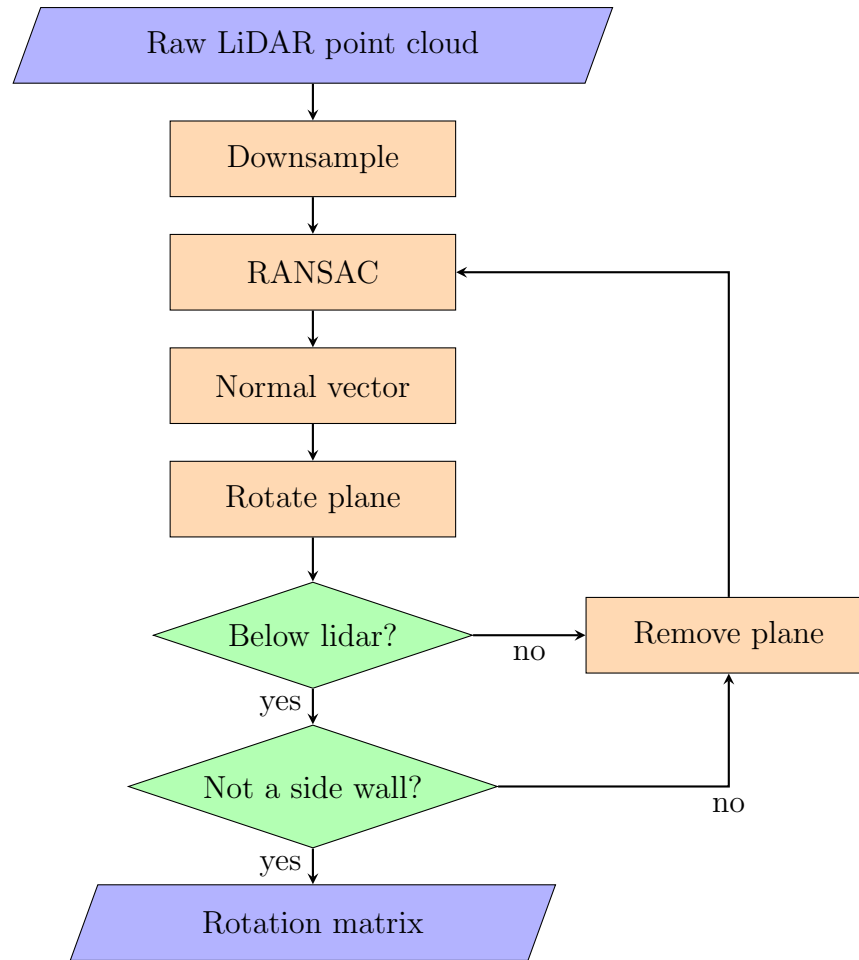 Raw LiDAR point cloud
Downsample
RANSAC
Normal vector
Rotate plane
Below lidar?
no
Remove plane
yes
Not a side wall?
no
yes
Rotation matrix